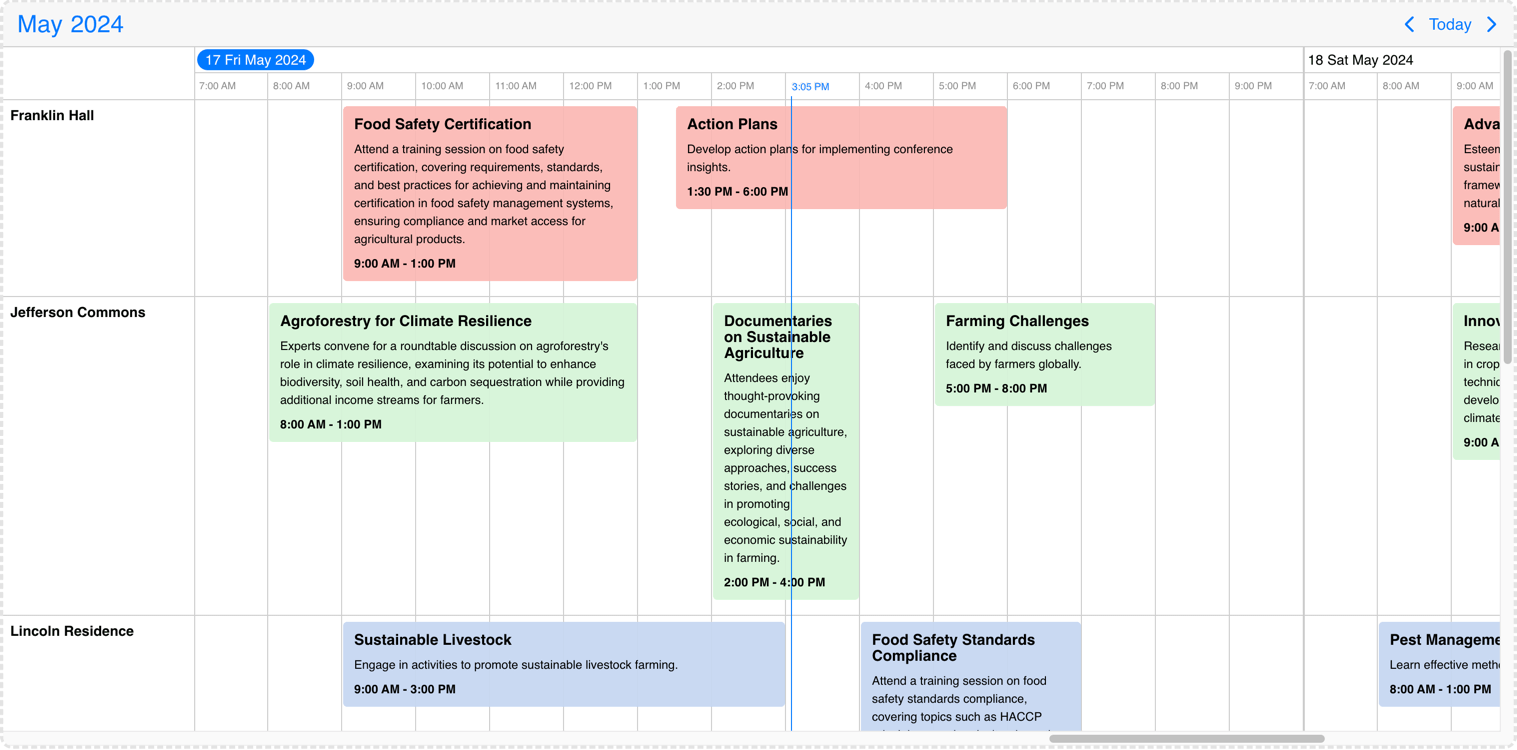 May 2024
Today
17 Fri May 2024
18 Sat May 2024
7:00 AM
8:00 AM
9:00 AM
10:00 AM
11:00 AM
12:00 PM
1:00 PM
2:00 PM
3:05 PM
4:00 PM
5:00 PM
6:00 PM
7:00 PM
8:00 PM
9:00 PM
7:00 AM
8:00 AM
9:00 AM
Franklin Hall
Food Safety Certification
Attend a training session on food safety
certification, covering requirements, standards,
and best practices for achieving and maintaining
certification in food safety management systems,
ensuring compliance and market access for
agricultural products.
9:00 AM - 1:00 PM
Action Plans
Develop action plans for implementing conference
insights.
1:30 PM - 6:00 PM
Adva
Esteem
sustain
framew
natural
9:00 A
Jefferson Commons
Agroforestry for Climate Resilience
Experts convene for a roundtable discussion on agroforestry's
role in climate resilience, examining its potential to enhance
biodiversity, soil health, and carbon sequestration while providing
additional income streams for farmers.
8:00 AM - 1:00 PM
Documentaries
on Sustainable
Agriculture
Attendees enjoy
thought-provoking
documentaries on
sustainable agriculture,
exploring diverse
approaches, success
stories, and challenges
in promoting
ecological, social, and
economic sustainability
in farming.
2:00 PM - 4:00 PM
Farming Challenges
Identify and discuss challenges
faced by farmers globally.
5:00 PM - 8:00 PM
Innov
Resear
in crop
technic
develo
climate
9:00 A
Lincoln Residence
Sustainable Livestock
Engage in activities to promote sustainable livestock farming.
9:00 AM - 3:00 PM
Food Safety Standards
Compliance
Attend a training session on food
safety standards compliance,
covering topics such as HACCP
Pest Manageme
Learn effective meth
8:00 AM - 1:00 PM